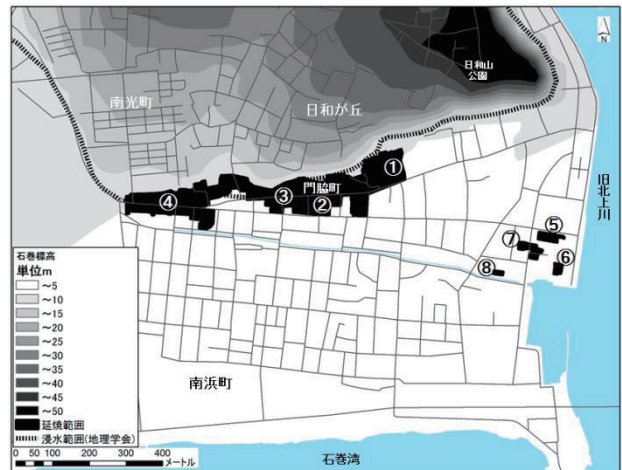 N
日和山
公園
南光町
日和が丘
旧北上川
①
門脇町
③
②
④
⑤
⑦
⑥
⑧
石巻標高
単位m
～5
～10
～15
～20
～25
～30
～35
～40
～45
～50
延焼範囲
浸水範囲(地理学会)
南浜町
0 50 100 200 300 400
メートル
石巻湾